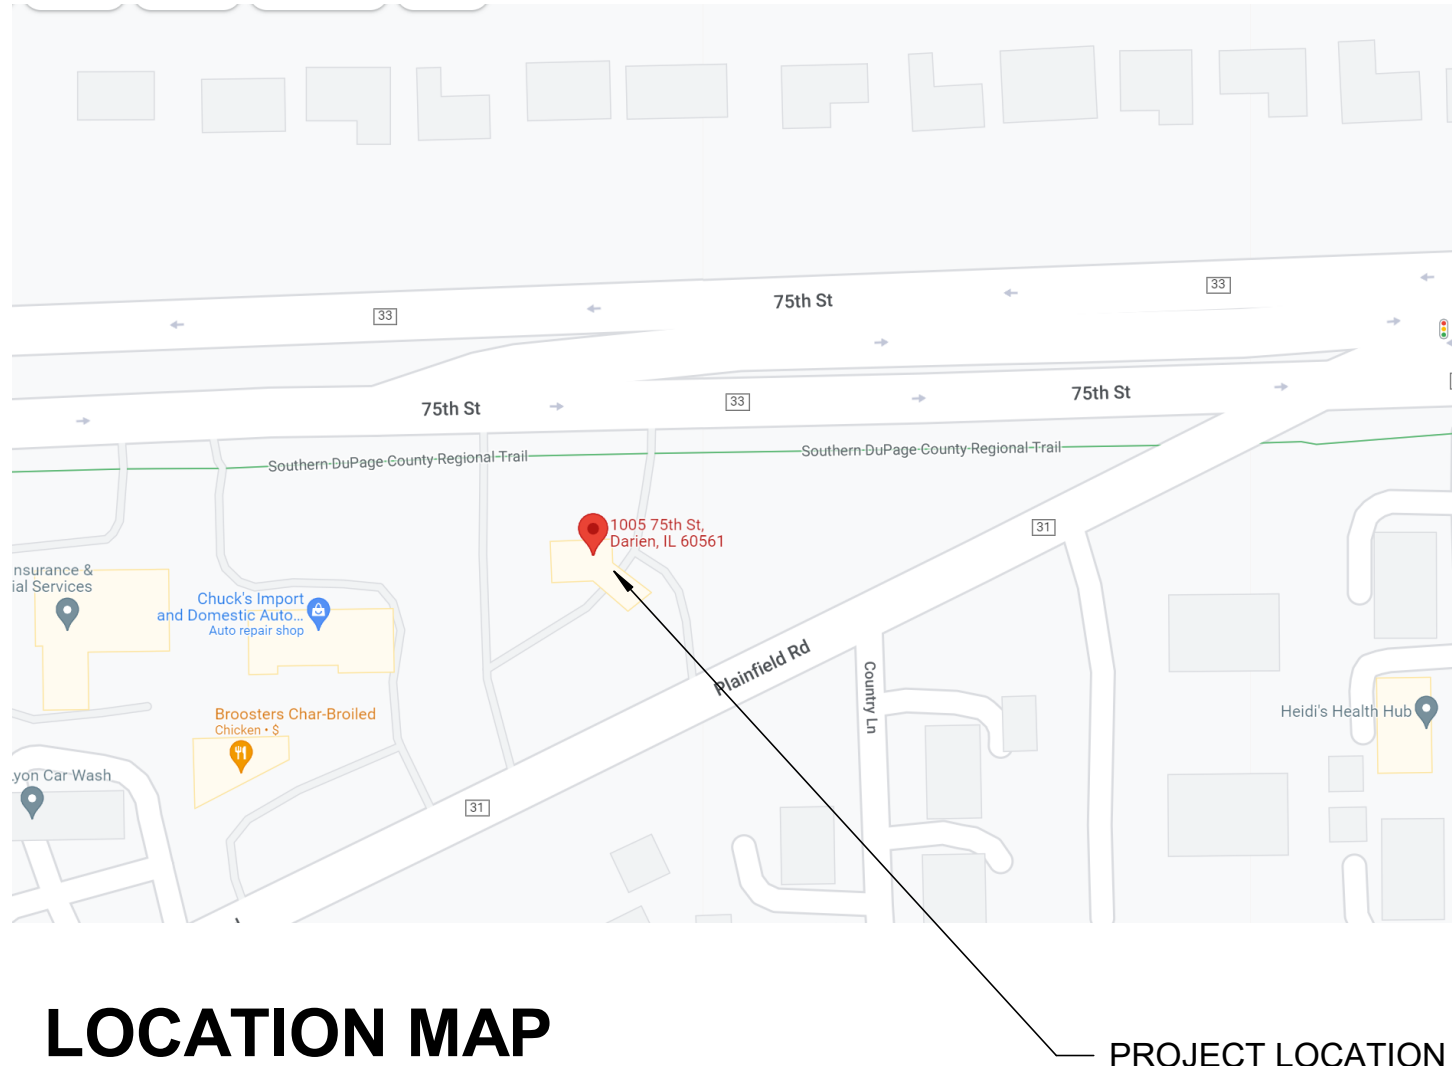 33
75th St
33
33
75th St
75th St
Southern DuPage County Regional Trail
Southern DuPage County Regional Trail
1005 75th St,
Darien, IL 60561
31
nsurance &
ial Services
Chuck's Import
and Domestic Auto...
Auto repair shop
Plainfield Rd
Country Ln
Broosters Char-Broiled
Chicken • $
Heidi's Health Hub
yon Car Wash
31
LOCATION MAP
PROJECT LOCATION